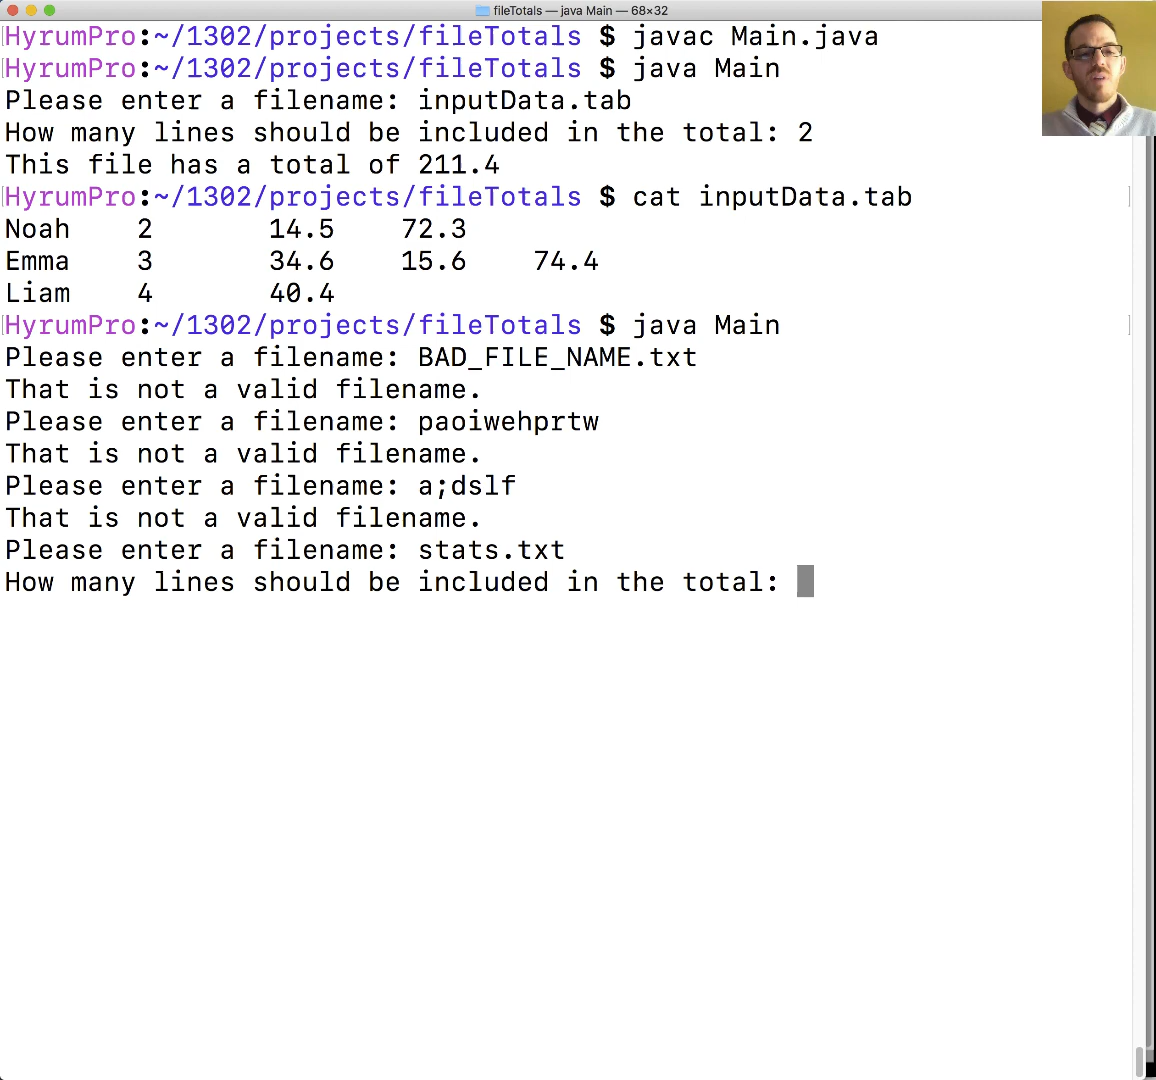 fileTotals — java Main — 68×32
HyrumPro:~/1302/projects/fileTotals $ javac Main.java
HyrumPro:~/1302/projects/fileTotals $ java Main
Please enter a filename: inputData.tab
How many lines should be included in the total: 2
This file has a total of 211.4
HyrumPro:~/1302/projects/fileTotals $ cat inputData.tab
Noah    2       14.5    72.3
Emma    3       34.6    15.6    74.4
Liam    4       40.4
HyrumPro:~/1302/projects/fileTotals $ java Main
Please enter a filename: BAD_FILE_NAME.txt
That is not a valid filename.
Please enter a filename: paoiwehprtw
That is not a valid filename.
Please enter a filename: a;dslf
That is not a valid filename.
Please enter a filename: stats.txt
How many lines should be included in the total: